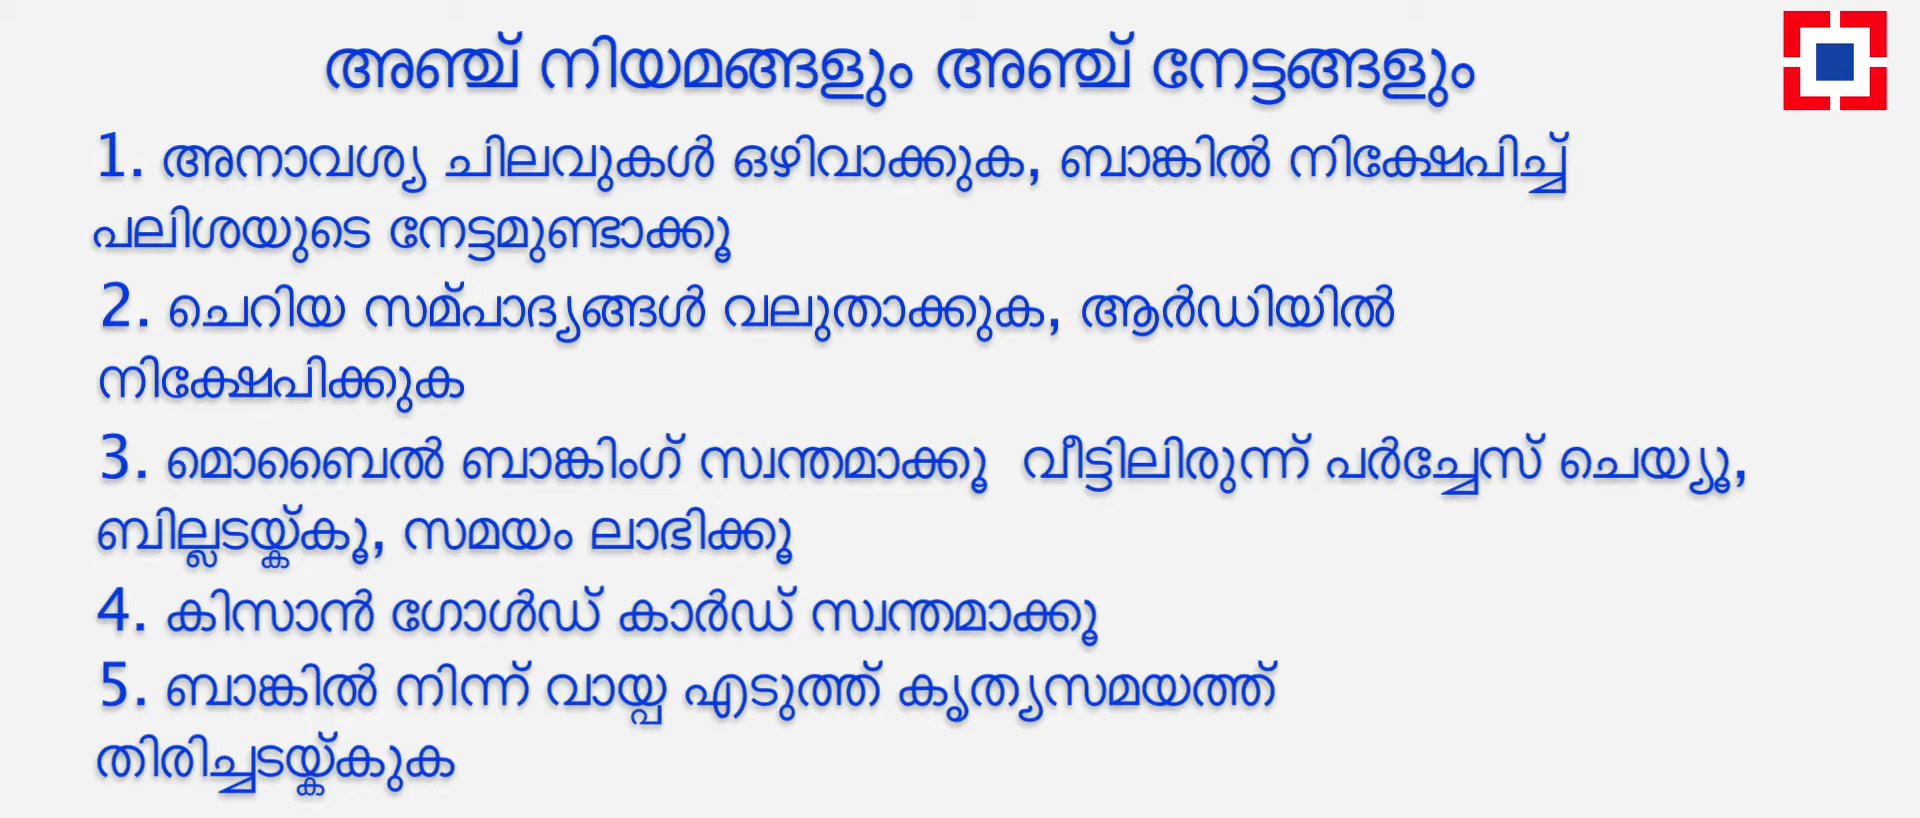 അഞ്ച് നിയമങ്ങളും അഞ്ച് നേട്ടങ്ങളും
1. അനാവശ്യ ചിലവുകൾ ഒഴിവാക്കുക, ബാങ്കിൽ നിക്ഷേപിച്ച്
പലിശയുടെ നേട്ടമുണ്ടാക്കൂ
2. ചെറിയ സമ്പാദ്യങ്ങൾ വലുതാക്കുക, ആർഡിയിൽ
നിക്ഷേപിക്കുക
3. മൊബൈൽ ബാങ്കിംഗ് സ്വന്തമാക്കൂ വീട്ടിലിരുന്ന് പർച്ചേസ് ചെയ്യൂ,
ബില്ലടയ്ക്കൂ, സമയം ലാഭിക്കൂ
4. കിസാൻ ഗോൾഡ് കാർഡ് സ്വന്തമാക്കൂ
5. ബാങ്കിൽ നിന്ന് വായ്പ എടുത്ത് കൃത്യസമയത്ത്
തിരിച്ചടയ്ക്കുക